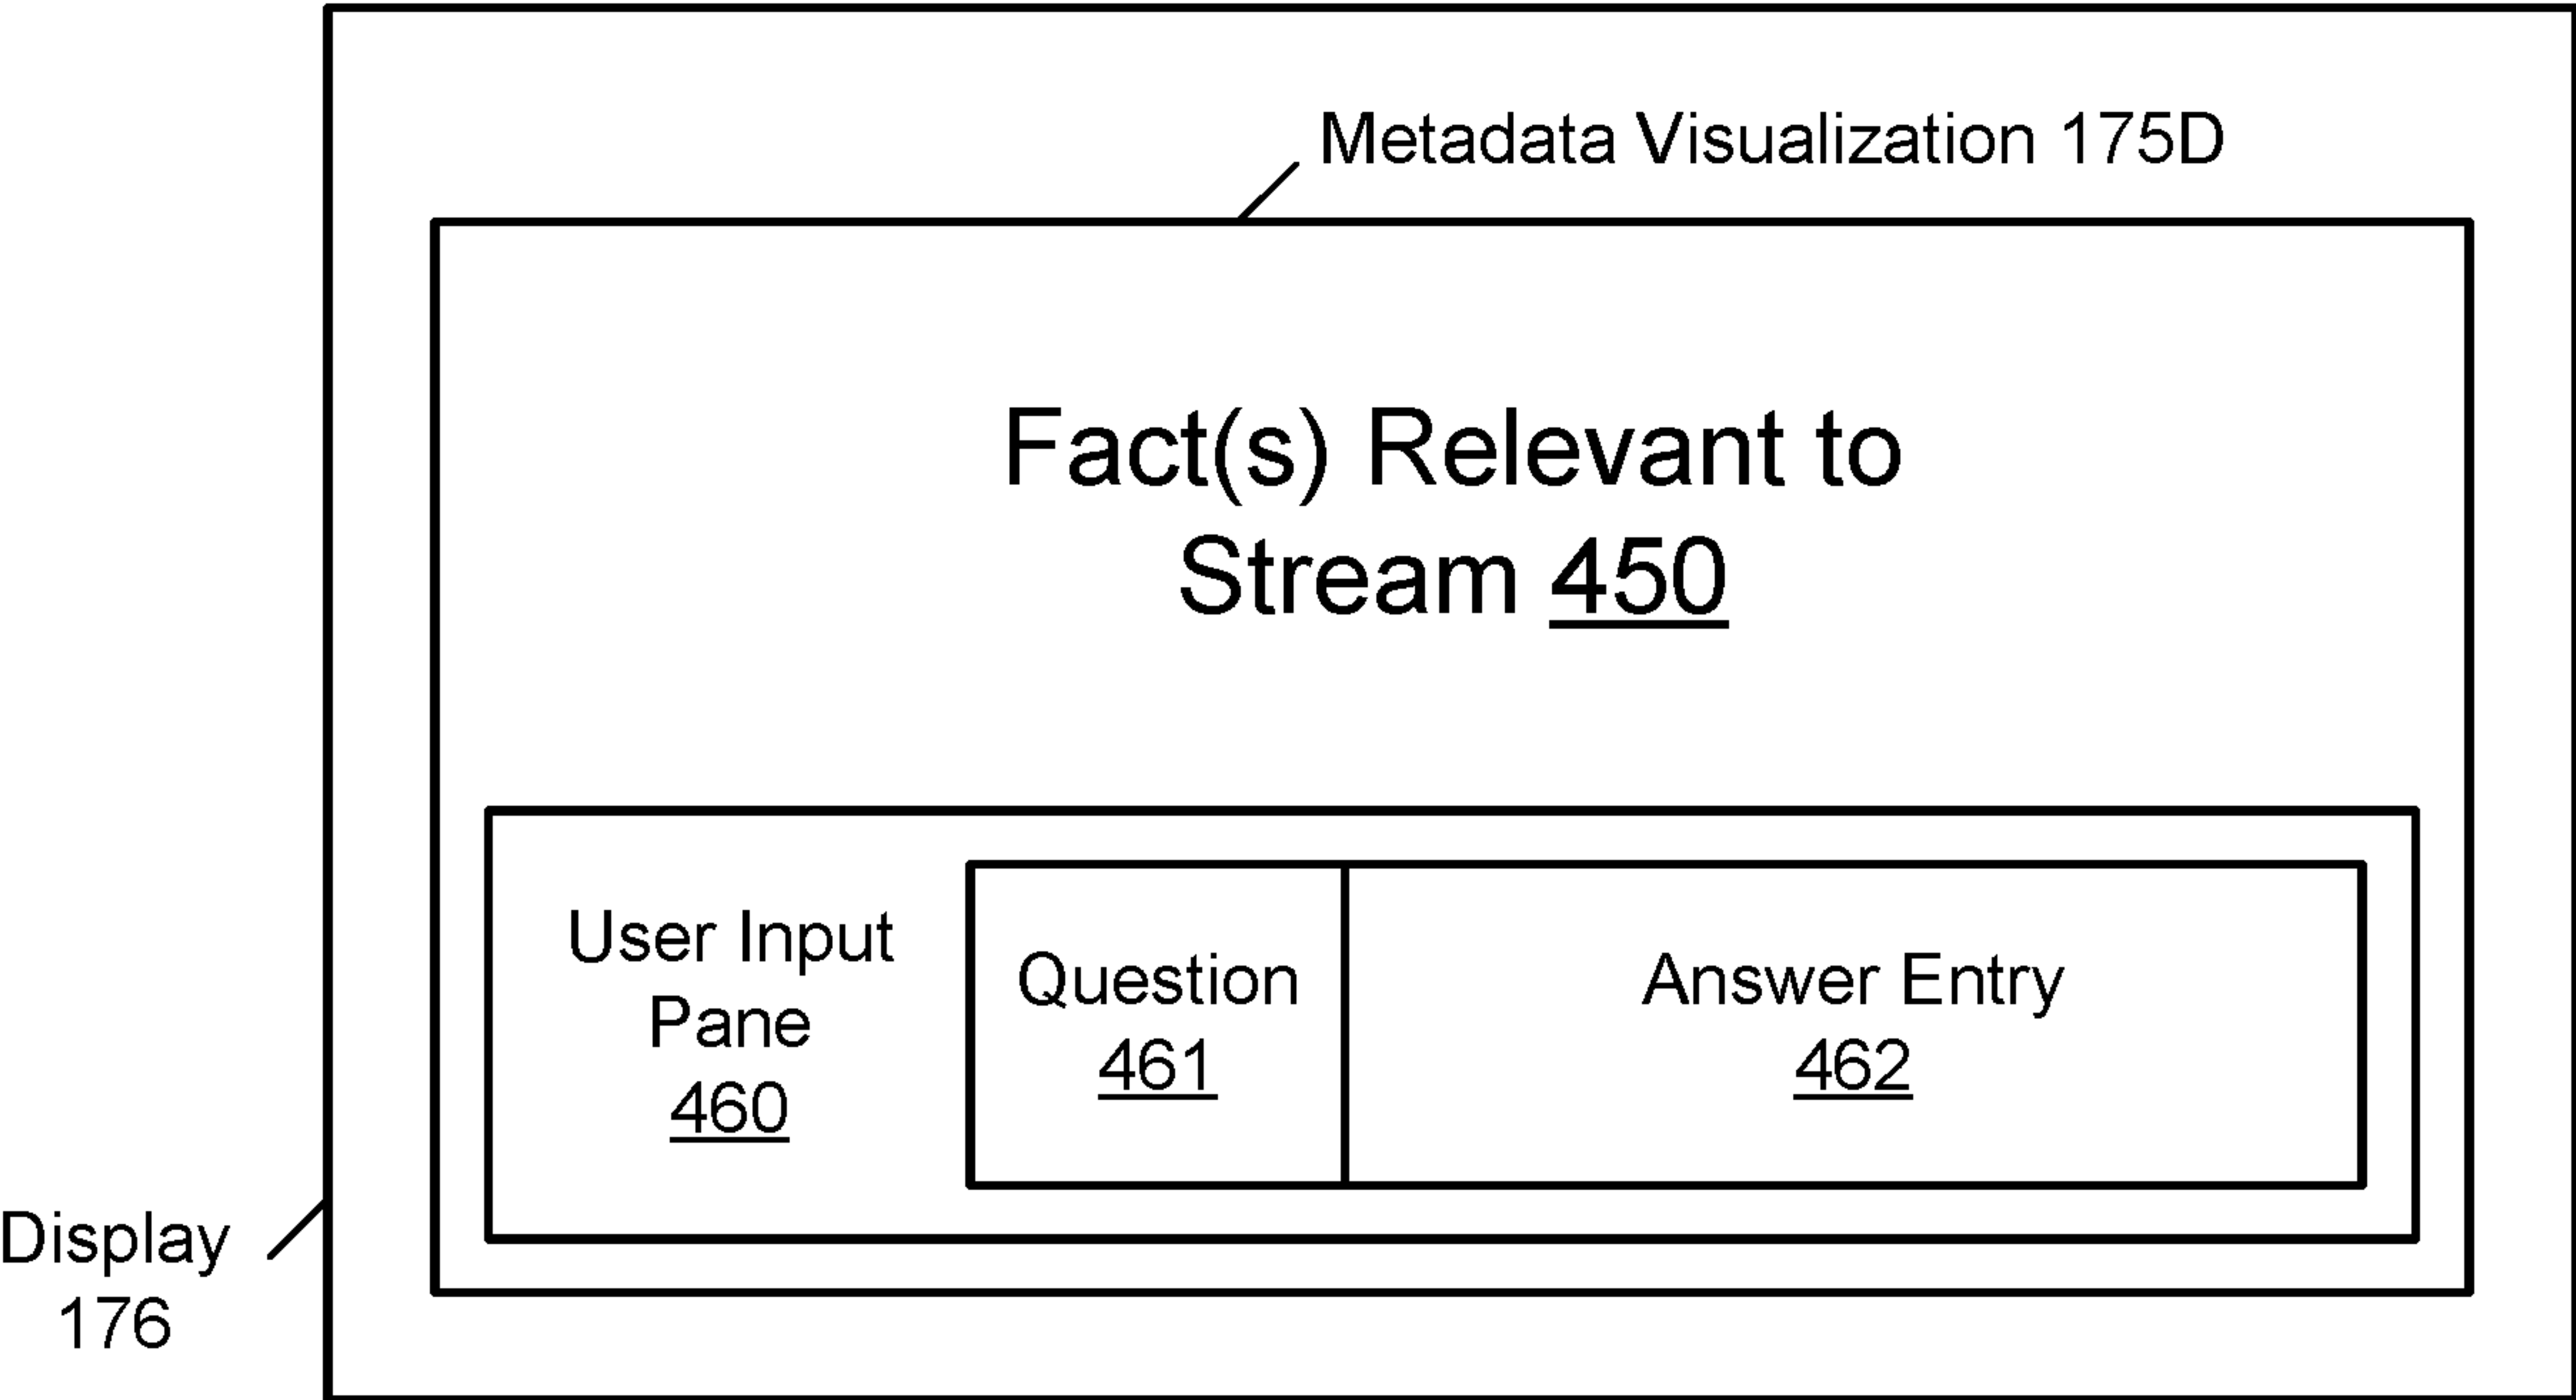 Metadata Visualization 175D
Fact(s) Relevant to
Stream 450
User Input
Pane
460
Question
461
Answer Entry
462
Display
176